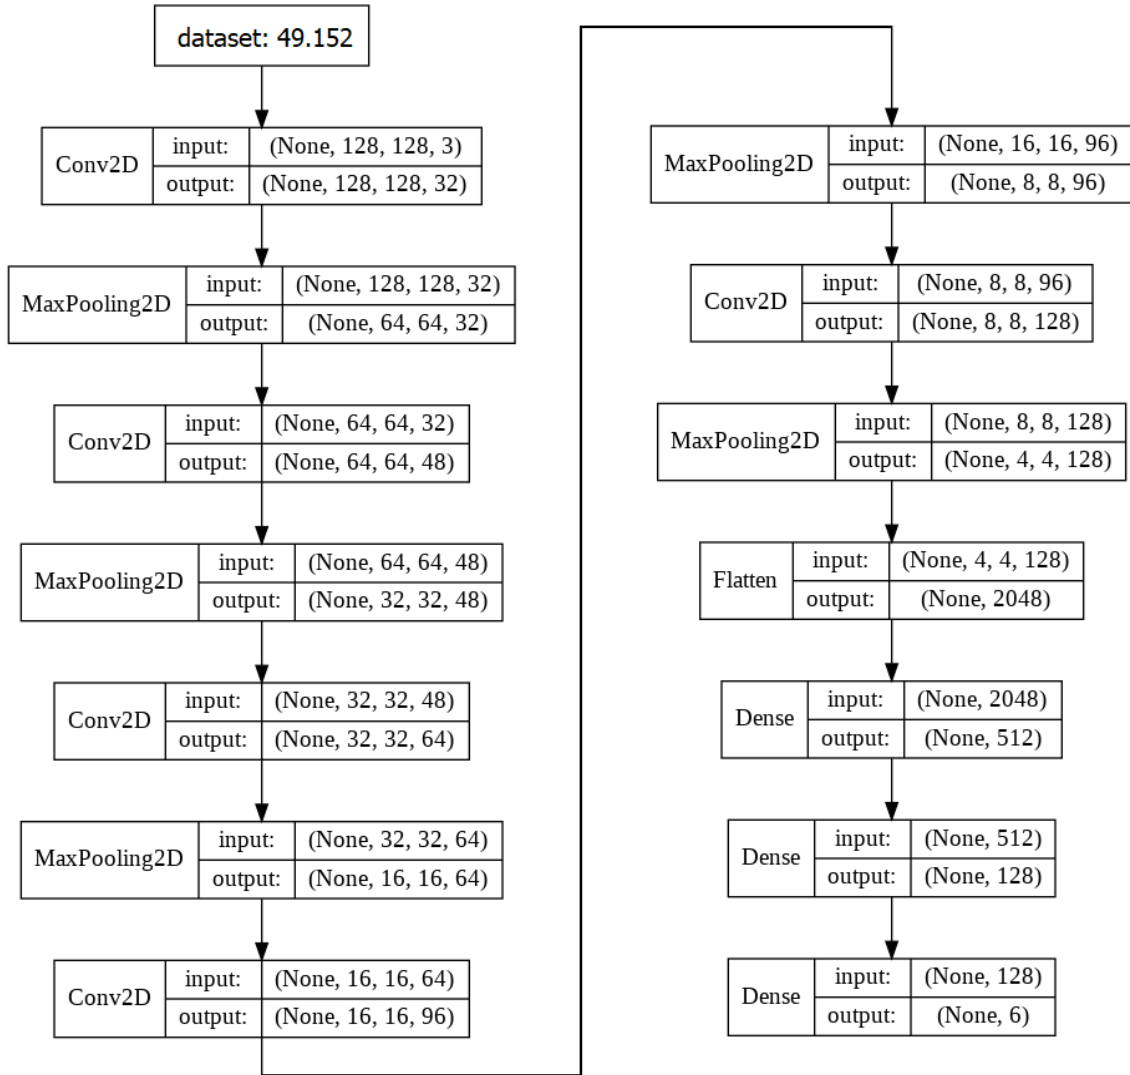 dataset: 49.152
Conv2D
input: (None, 128, 128, 3)
output: (None, 128, 128, 32)
MaxPooling2D
input: (None, 128, 128, 32)
output: (None, 64, 64, 32)
Conv2D
input: (None, 64, 64, 32)
output: (None, 64, 64, 48)
MaxPooling2D
input: (None, 64, 64, 48)
output: (None, 32, 32, 48)
Conv2D
input: (None, 32, 32, 48)
output: (None, 32, 32, 64)
MaxPooling2D
input: (None, 32, 32, 64)
output: (None, 16, 16, 64)
Conv2D
input: (None, 16, 16, 64)
output: (None, 16, 16, 96)
MaxPooling2D
input: (None, 16, 16, 96)
output: (None, 8, 8, 96)
Conv2D
input: (None, 8, 8, 96)
output: (None, 8, 8, 128)
MaxPooling2D
input: (None, 8, 8, 128)
output: (None, 4, 4, 128)
Flatten
input: (None, 4, 4, 128)
output: (None, 2048)
Dense
input: (None, 2048)
output: (None, 512)
Dense
input: (None, 512)
output: (None, 128)
Dense
input: (None, 128)
output: (None, 6)